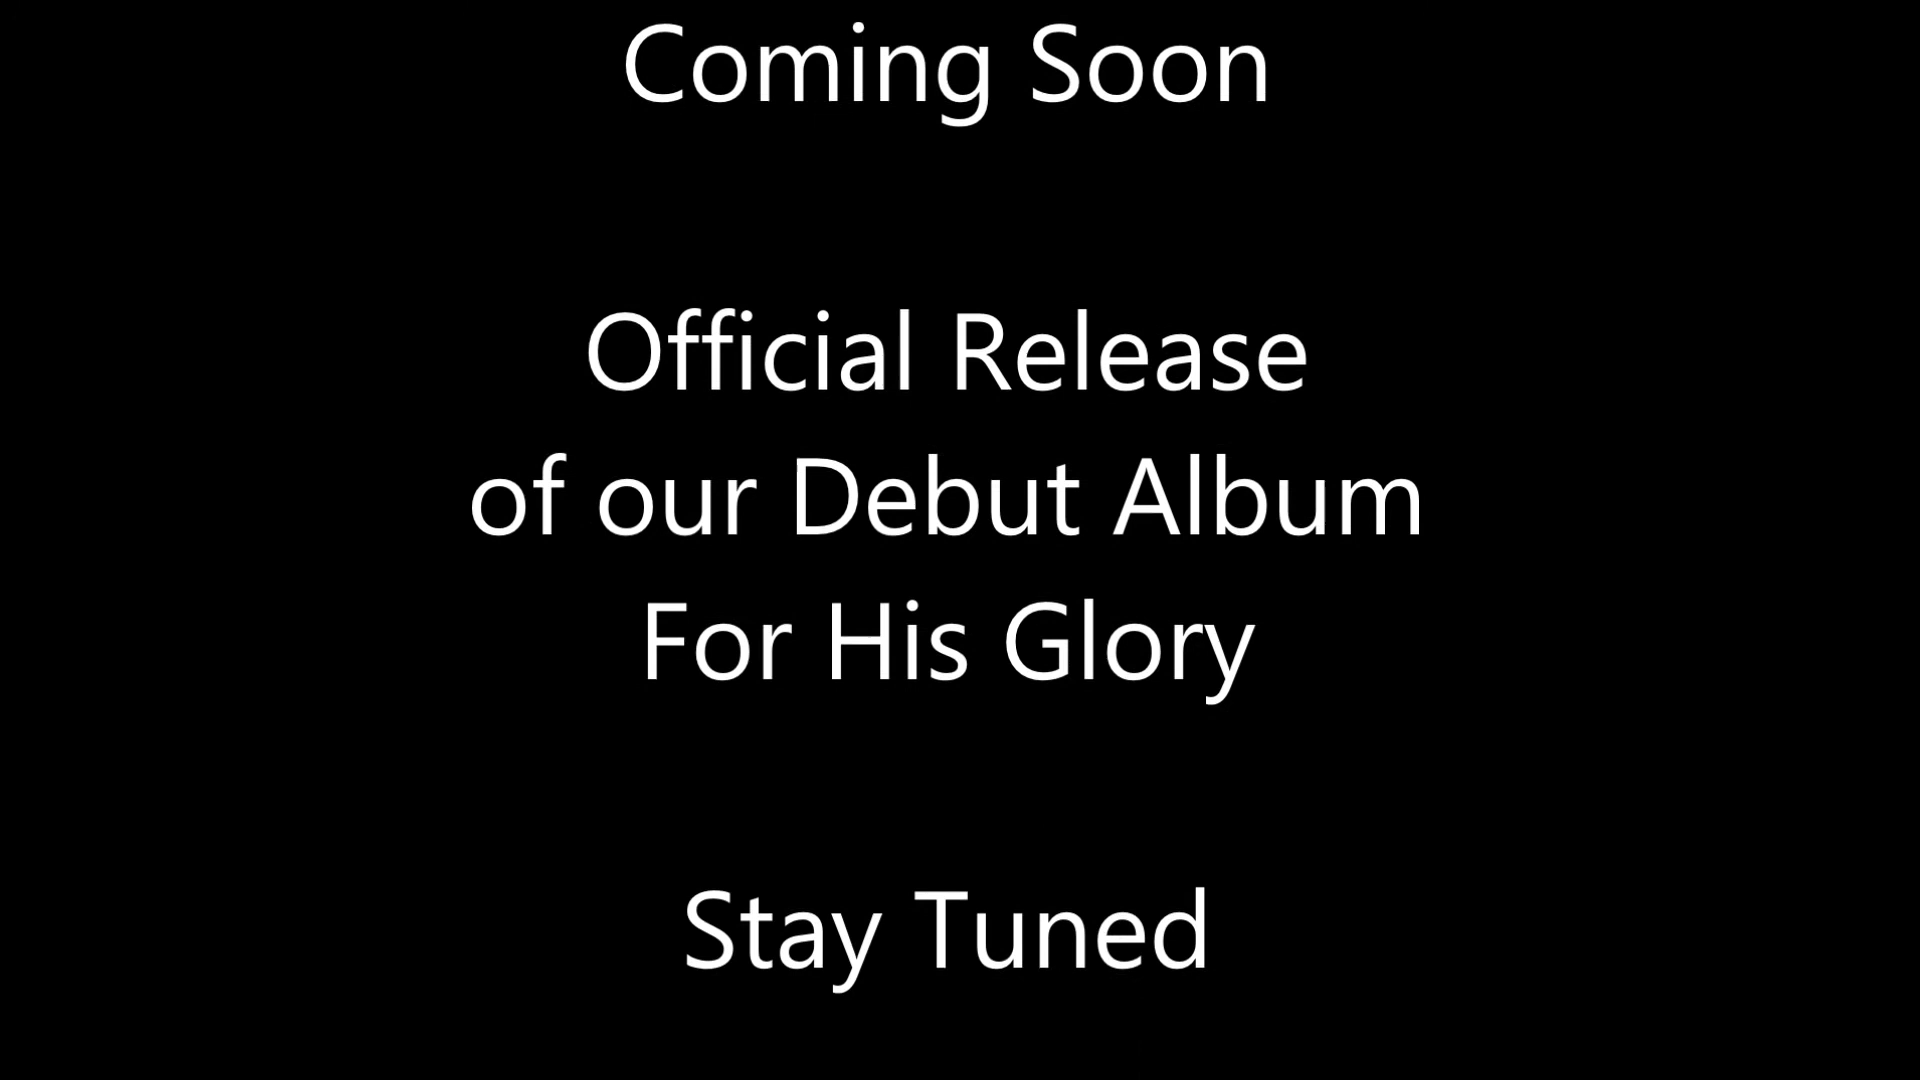 Coming Soon
Official Release
of our Debut Album
For His Glory
Stay Tuned